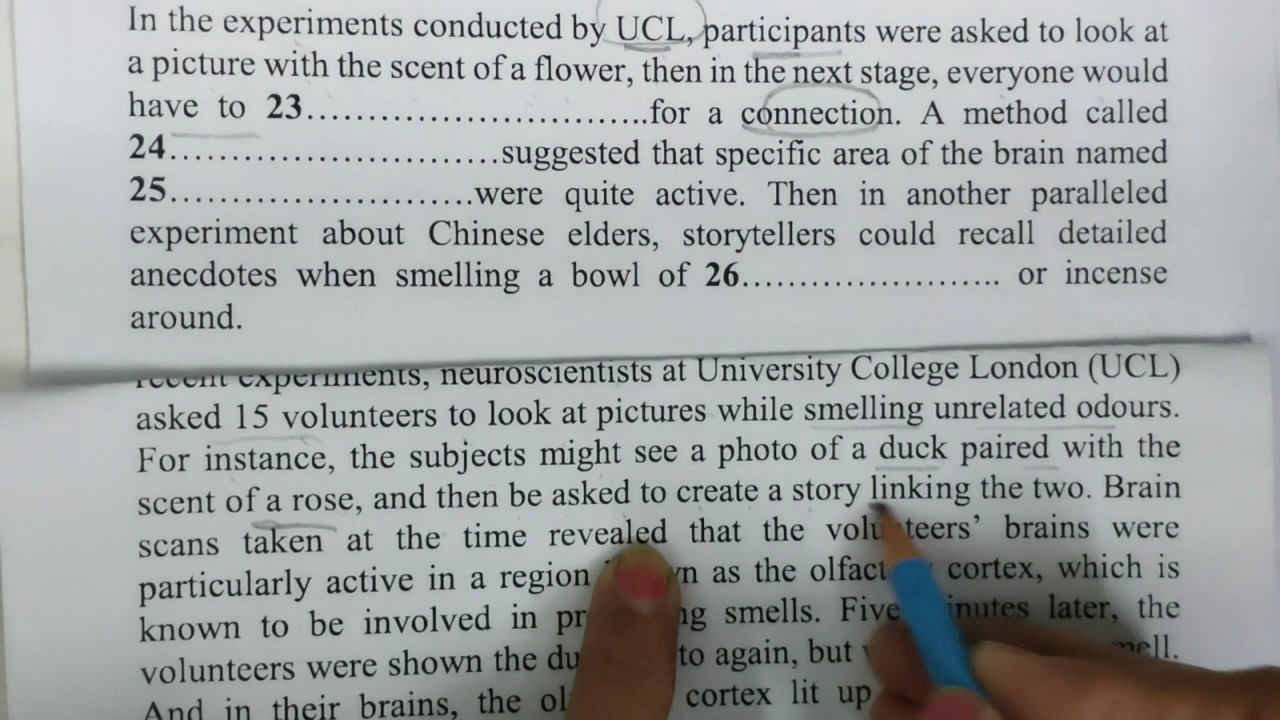 In the experiments conducted by UCL, participants were asked to look at
a picture with the scent of a flower, then in the next stage, everyone would
have to 23.................................for a connection. A method called
24................................suggested that specific area of the brain named
25.............................were quite active. Then in another paralleled
experiment about Chinese elders, storytellers could recall detailed
anecdotes when smelling a bowl of 26......................... or incense
around.
recent experiments, neuroscientists at University College London (UCL)
asked 15 volunteers to look at pictures while smelling unrelated odours.
For instance, the subjects might see a photo of a duck paired with the
scent of a rose, and then be asked to create a story linking the two. Brain
scans taken at the time revealed that the volunteers' brains were
particularly active in a region as the cortex, which is
known to be involved in smells. Five minutes later, the
volunteers were shown the again, but
And in their brains, the cortex lit up